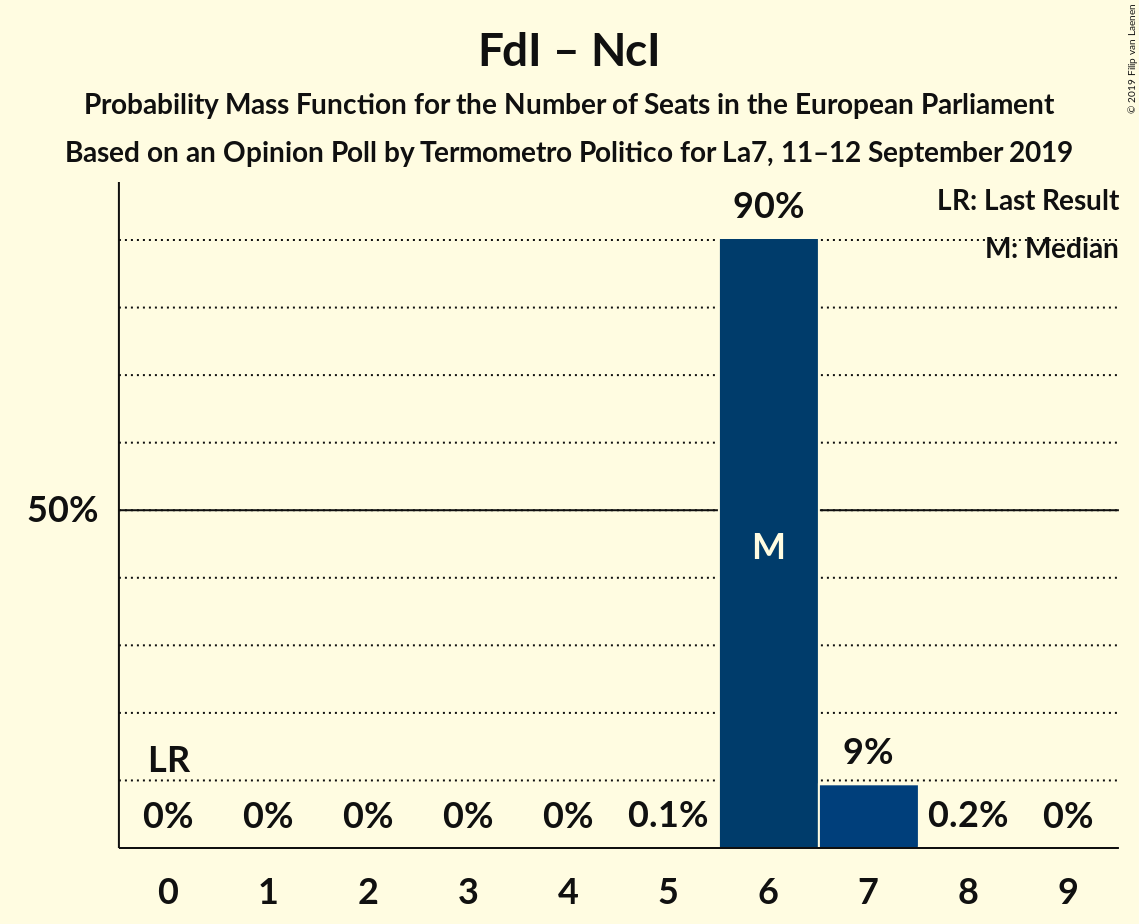 FdI – NcI
Probability Mass Function for the Number of Seats in the European Parliament
Based on an Opinion Poll by Termometro Politico for La7, 11–12 September 2019
© 2019 Filip van Laenen
LR: Last Result
M: Median
90%
50%
M
LR
9%
0% 0% 0% 0% 0% 0.1% 0.2% 0%
0 1 2 3 4 5 6 7 8 9